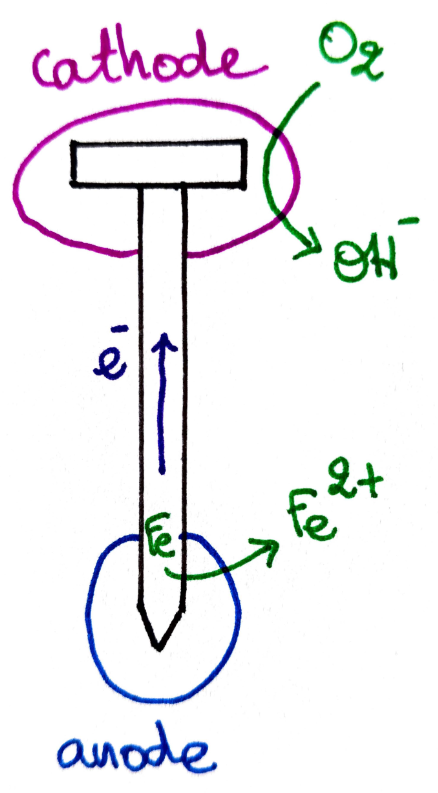 cathode
O2
OH⁻
e⁻
Fe
Fe²⁺
anode